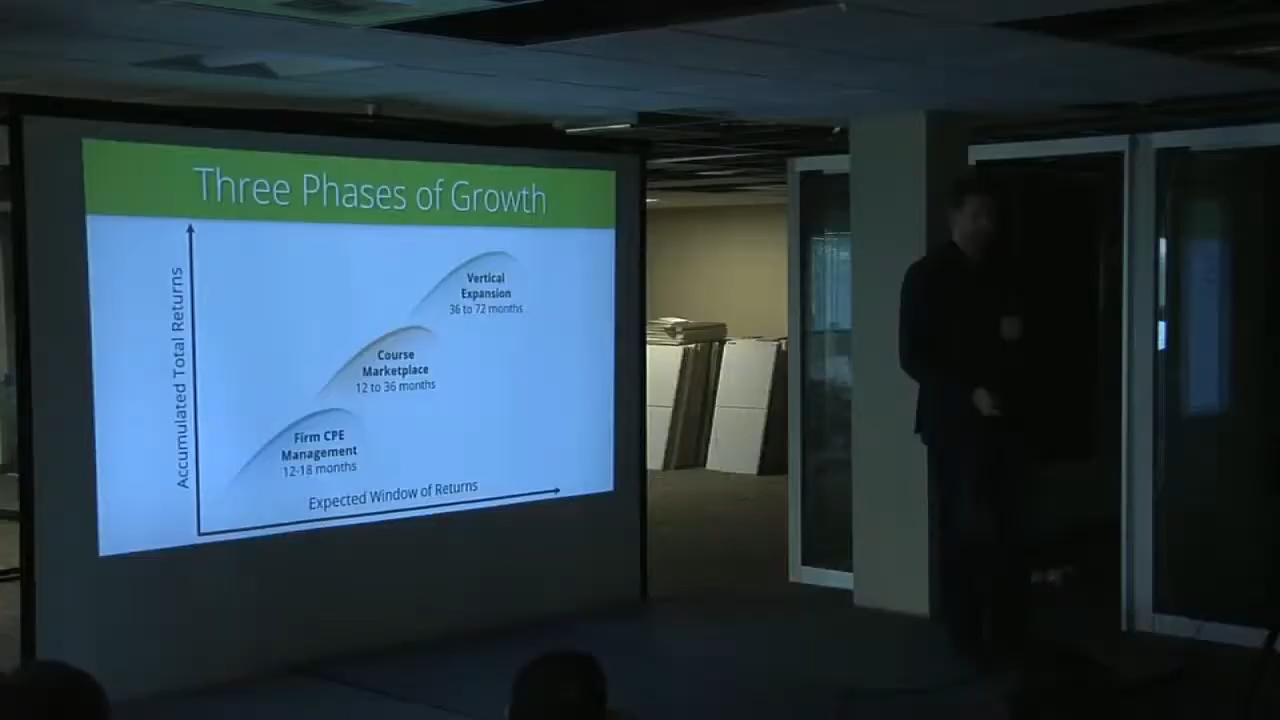 Three Phases of Growth
Accumulated Total Returns
Vertical
Expansion
36 to 72 months
Course
Marketplace
12 to 36 months
Firm CPE
Management
12-18 months
Expected Window of Returns